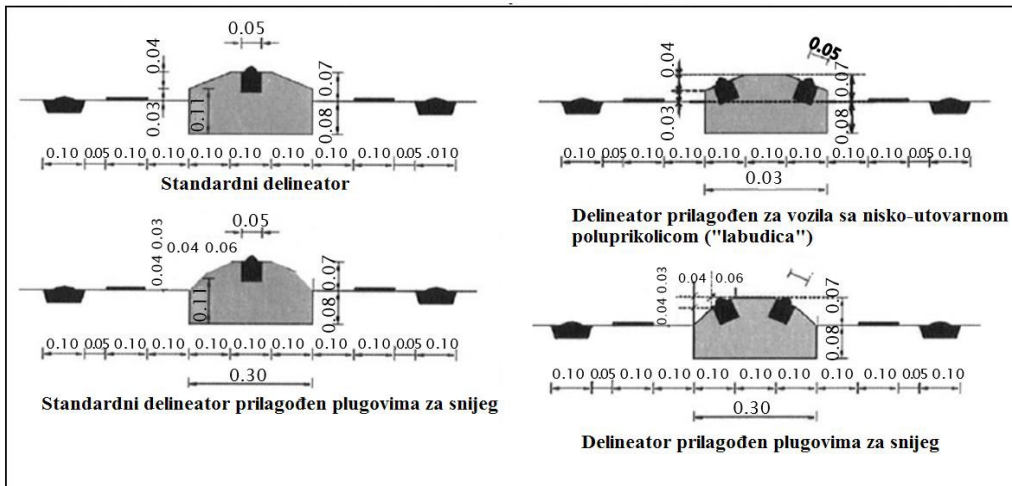 0.05
0.04
0.03
0.11
0.07
0.08
0.10 0.05 0.10 0.10 0.10 0.10 0.10 0.10 0.10 0.05 0.10
Standardni delineator
0.05
0.04
0.03
0.07
0.08
0.10 0.05 0.10 0.10 0.10 0.10 0.10 0.10 0.10 0.05 0.10
0.03
Delineator prilagođen za vozila sa nisko-utovarnom
poluprikolicom ("labudica")
0.05
0.04 0.03
0.04 0.06
0.11
0.07
0.08
0.10 0.05 0.10 0.10 0.10 0.10 0.10 0.10 0.10 0.05 0.10
0.30
Standardni delineator prilagođen plugovima za snijeg
0.04 0.03
0.04 0.06
0.07
0.08
0.10 0.05 0.10 0.10 0.10 0.10 0.10 0.10 0.10 0.05 0.10
0.30
Delineator prilagođen plugovima za snijeg